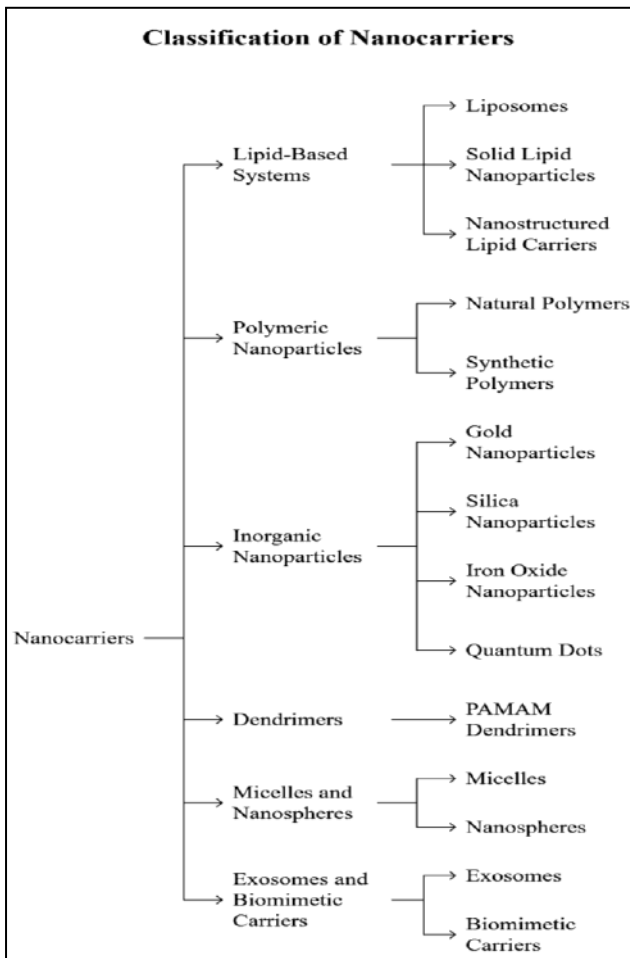 Classification of Nanocarriers
Liposomes
Lipid-Based
Systems
Solid Lipid
Nanoparticles
Nanostructured
Lipid Carriers
Natural Polymers
Polymeric
Nanoparticles
Synthetic
Polymers
Gold
Nanoparticles
Silica
Nanoparticles
Inorganic
Nanoparticles
Iron Oxide
Nanoparticles
Nanocarriers
Quantum Dots
Dendrimers
PAMAM
Dendrimers
Micelles and
Nanospheres
Micelles
Nanospheres
Exosomes and
Biomimetic
Carriers
Exosomes
Biomimetic
Carriers